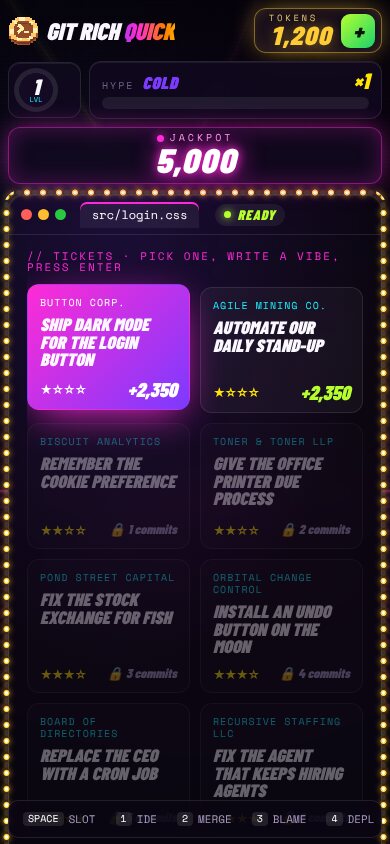 GIT RICH QUICK
TOKENS
1,200
+
1
LVL
HYPE COLD ×1
JACKPOT
5,000
src/login.css
READY
// TICKETS · PICK ONE, WRITE A VIBE,
PRESS ENTER
BUTTON CORP.
SHIP DARK MODE
FOR THE LOGIN
BUTTON
★☆☆☆ +2,350
AGILE MINING CO.
AUTOMATE OUR
DAILY STAND-UP
★☆☆☆ +2,350
BISCUIT ANALYTICS
REMEMBER THE
COOKIE PREFERENCE
★★☆☆ 🔒 1 commits
TONER & TONER LLP
GIVE THE OFFICE
PRINTER DUE
PROCESS
★★☆☆ 🔒 2 commits
POND STREET CAPITAL
FIX THE STOCK
EXCHANGE FOR FISH
★★★☆ 🔒 3 commits
ORBITAL CHANGE
CONTROL
INSTALL AN UNDO
BUTTON ON THE
MOON
★★★☆ 🔒 4 commits
BOARD OF
DIRECTORIES
REPLACE THE CEO
WITH A CRON JOB
RECURSIVE STAFFING
LLC
FIX THE AGENT
THAT KEEPS HIRING
AGENTS
SPACE SLOT 1 IDE 2 MERGE 3 BLAME 4 DEPL